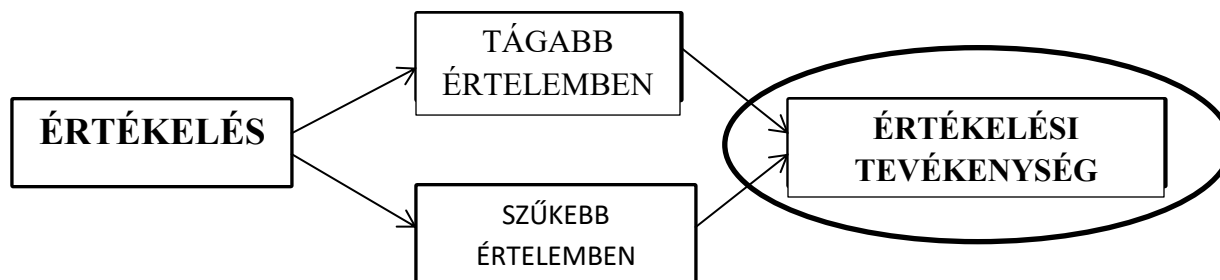 ÉRTÉKELÉS
TÁGABB
ÉRTELEMBEN
SZŰKEBB
ÉRTELEMBEN
ÉRTÉKELÉSI
TEVÉKENYSÉG